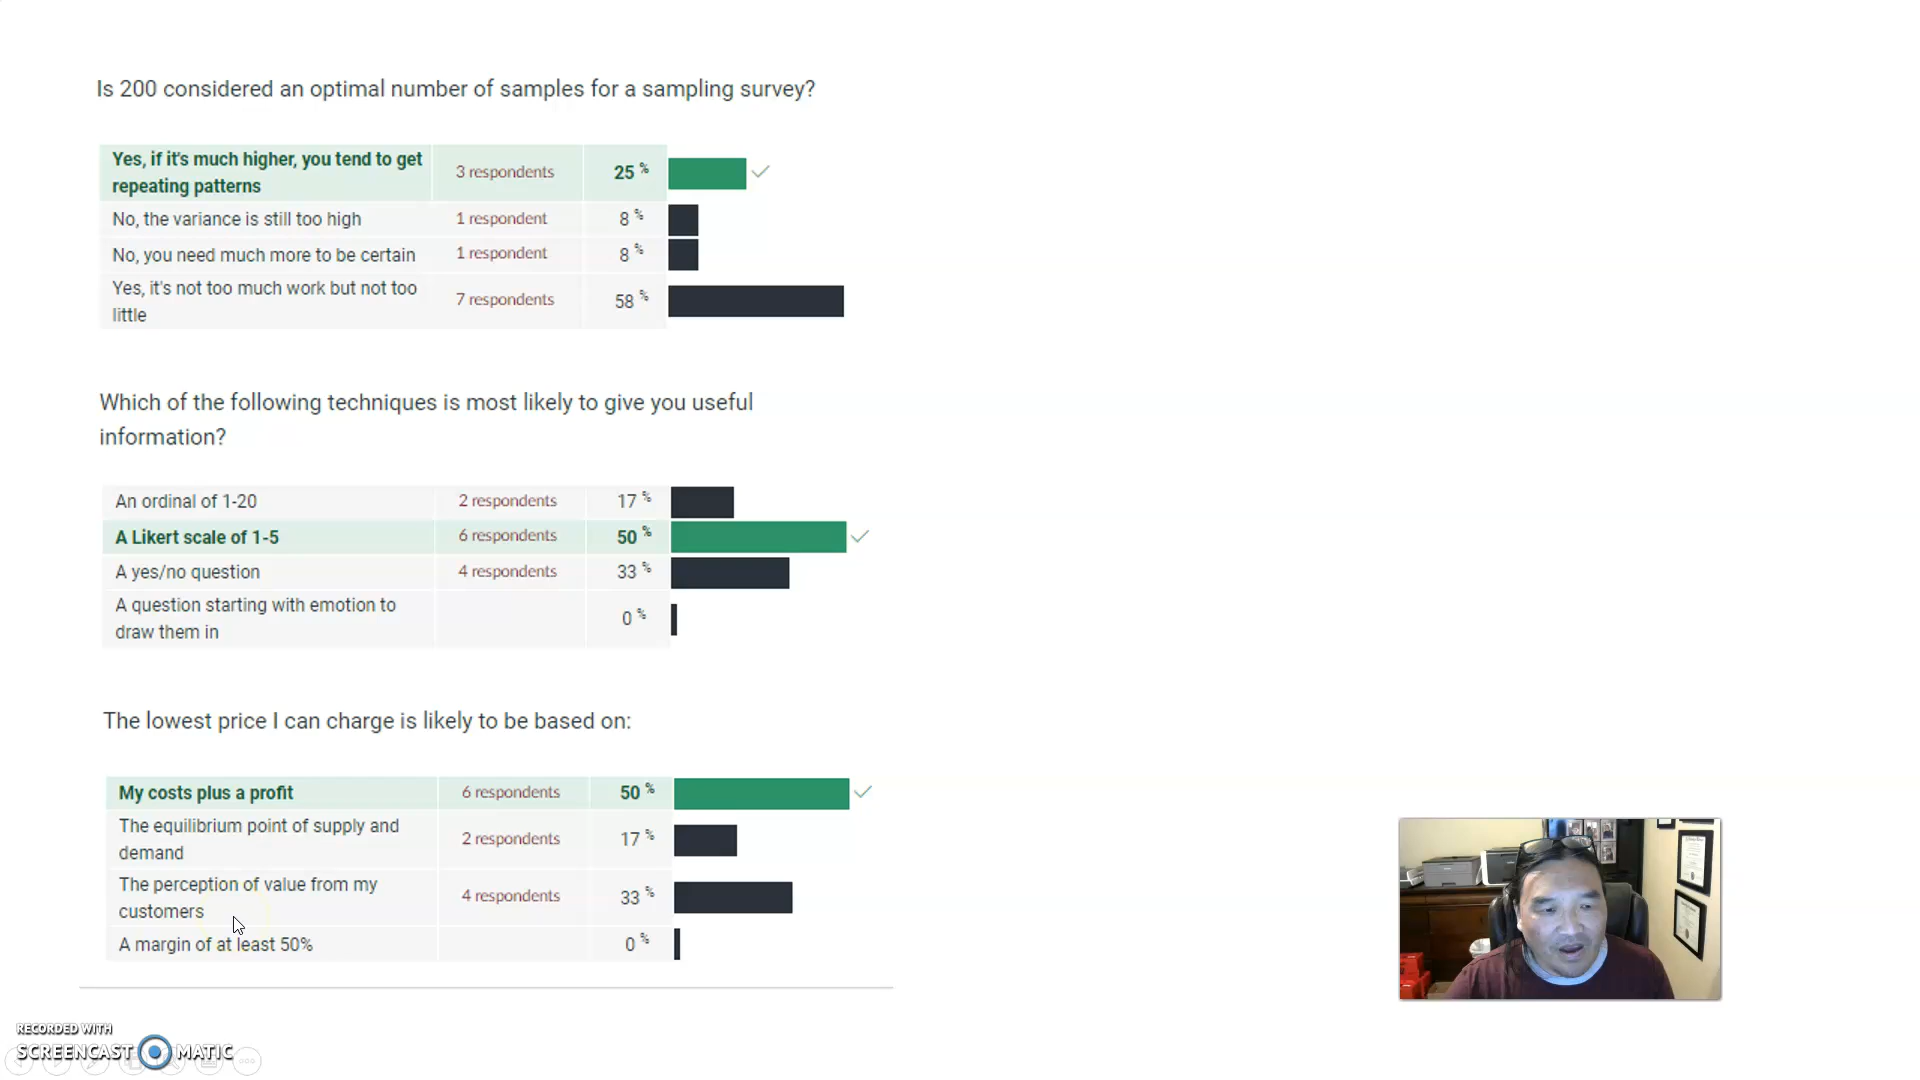 Is 200 considered an optimal number of samples for a sampling survey?
Yes, if it's much higher, you tend to get
repeating patterns
3 respondents
25 %
No, the variance is still too high
1 respondent
8 %
No, you need much more to be certain
1 respondent
8 %
Yes, it's not too much work but not too
little
7 respondents
58 %
Which of the following techniques is most likely to give you useful
information?
An ordinal of 1-20
2 respondents
17 %
A Likert scale of 1-5
6 respondents
50 %
A yes/no question
4 respondents
33 %
A question starting with emotion to
draw them in
0 %
The lowest price I can charge is likely to be based on:
My costs plus a profit
6 respondents
50 %
The equilibrium point of supply and
demand
2 respondents
17 %
The perception of value from my
customers
4 respondents
33 %
A margin of at least 50%
0 %
RECORDED WITH
SCREENCAST MATIC